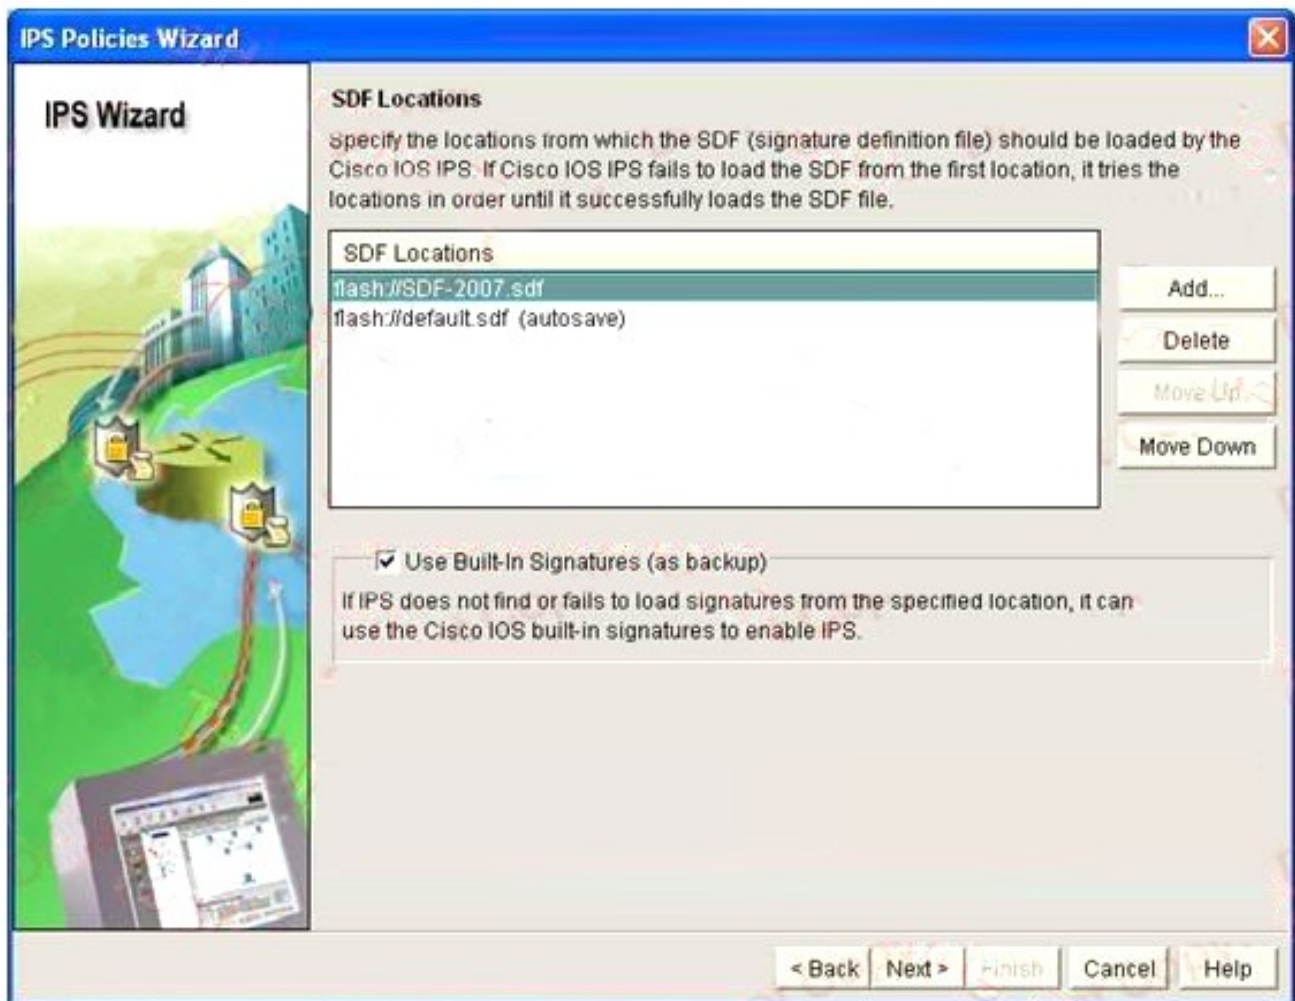 IPS Policies Wizard
IPS Wizard
SDF Locations
Specify the locations from which the SDF (signature definition file) should be loaded by the
Cisco IOS IPS. If Cisco IOS IPS fails to load the SDF from the first location, it tries the
locations in order until it successfully loads the SDF file.
SDF Locations
flash://SDF-2007.sdf
flash://default.sdf (autosave)
Add...
Delete
Move Up
Move Down
Use Built-In Signatures (as backup)
If IPS does not find or fails to load signatures from the specified location, it can
use the Cisco IOS built-in signatures to enable IPS.
< Back
Next >
Finish
Cancel
Help